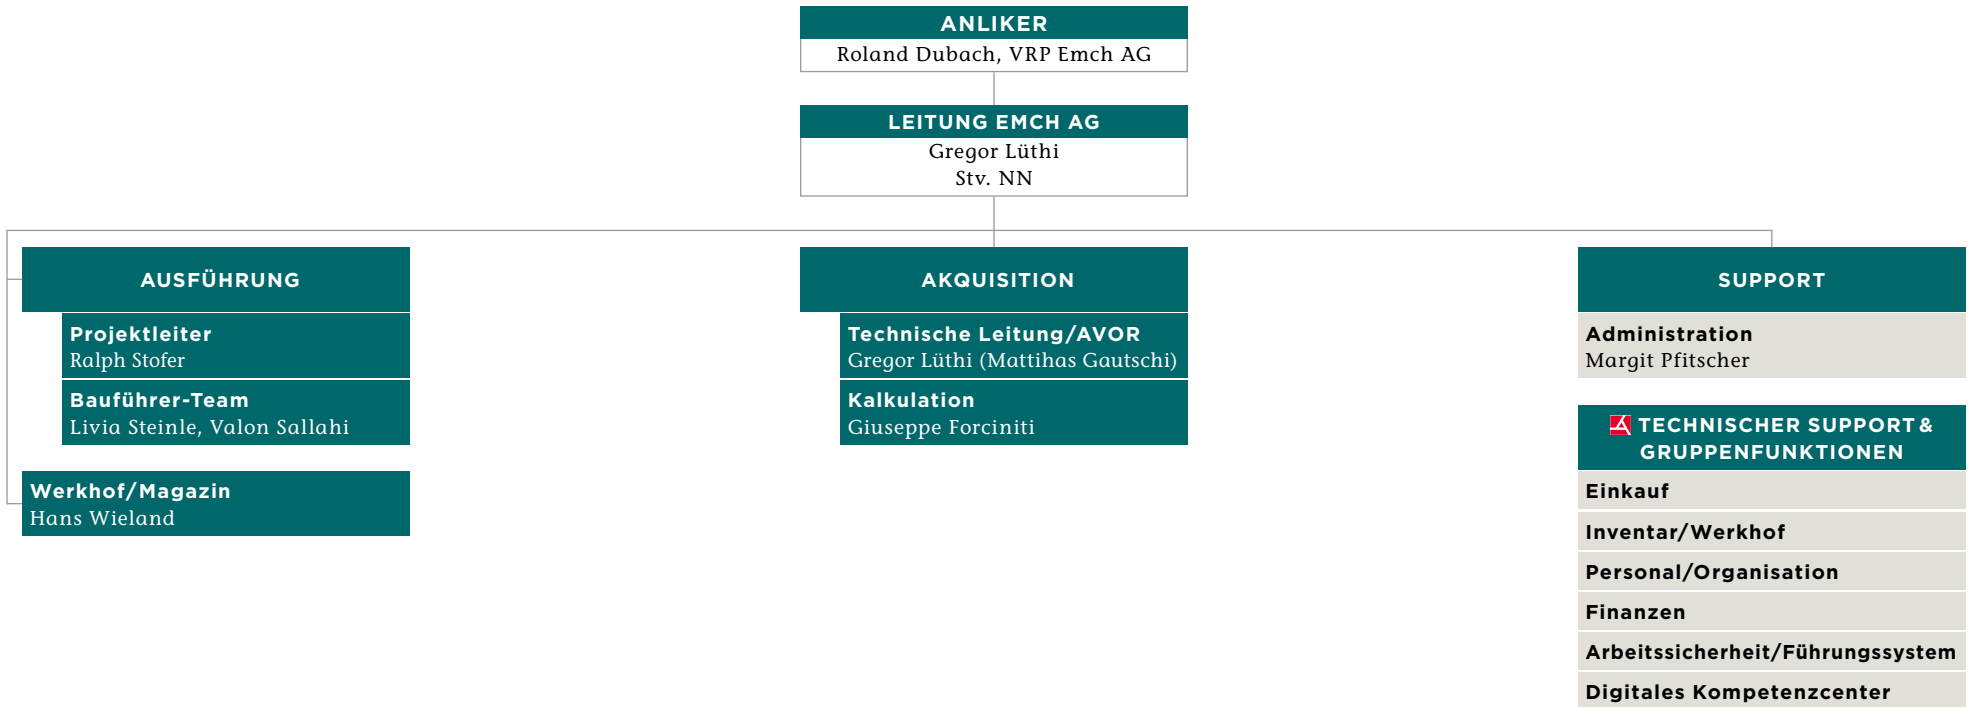 ANLIKER
Roland Dubach, VRP Emch AG
LEITUNG EMCH AG
Gregor Lüthi
Stv. NN
AUSFÜHRUNG
Projektleiter
Ralph Stofer
Bauführer-Team
Livia Steinle, Valon Sallahi
Werkhof/Magazin
Hans Wieland
AKQUISITION
Technische Leitung/AVOR
Gregor Lüthi (Mattihas Gautschi)
Kalkulation
Giuseppe Forciniti
SUPPORT
Administration
Margit Pfitscher
TECHNISCHER SUPPORT &
GRUPPENFUNKTIONEN
Einkauf
Inventar/Werkhof
Personal/Organisation
Finanzen
Arbeitssicherheit/Führungssystem
Digitales Kompetenzcenter